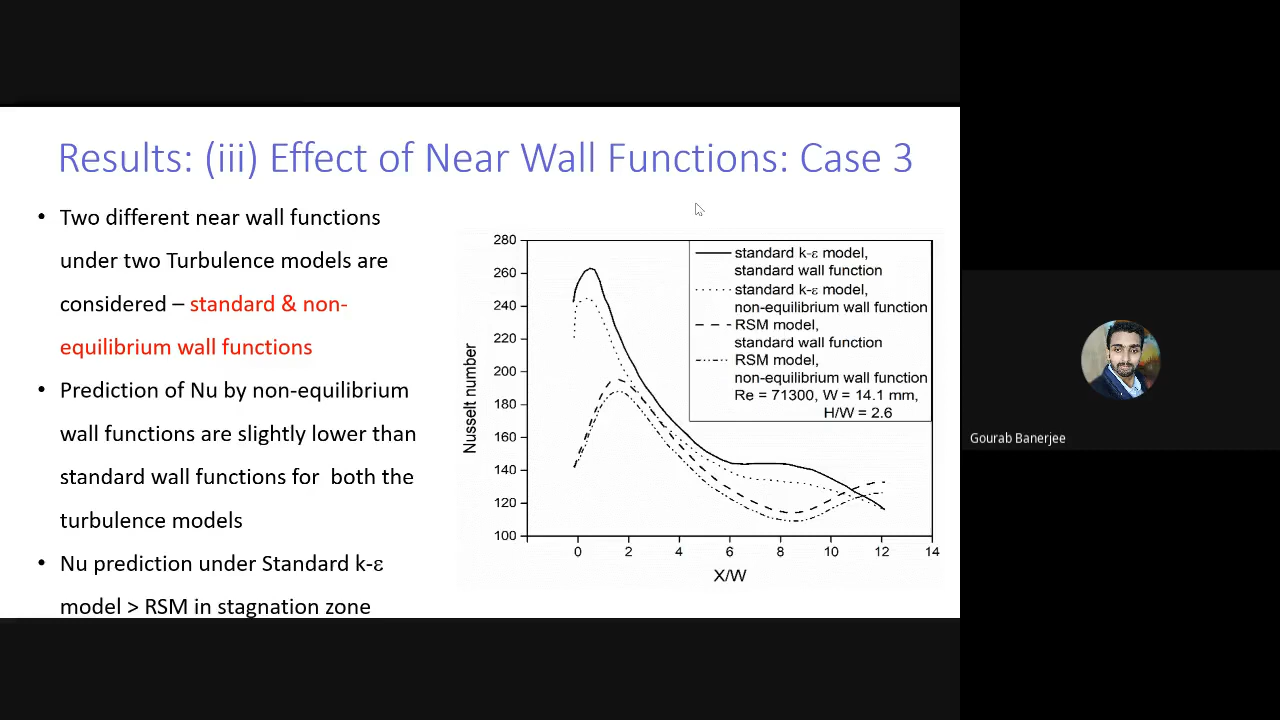 Results: (iii) Effect of Near Wall Functions: Case 3
• Two different near wall functions
under two Turbulence models are
considered – standard & non-
equilibrium wall functions
• Prediction of Nu by non-equilibrium
wall functions are slightly lower than
standard wall functions for both the
turbulence models
• Nu prediction under Standard k-ε
model > RSM in stagnation zone
Nusselt number
280
260
240
220
200
180
160
140
120
100
0 2 4 6 8 10 12 14
X/W
standard k-ε model,
standard wall function
standard k-ε model,
non-equilibrium wall function
RSM model,
standard wall function
RSM model,
non-equilibrium wall function
Re = 71300, W = 14.1 mm,
H/W = 2.6
Gourab Banerjee